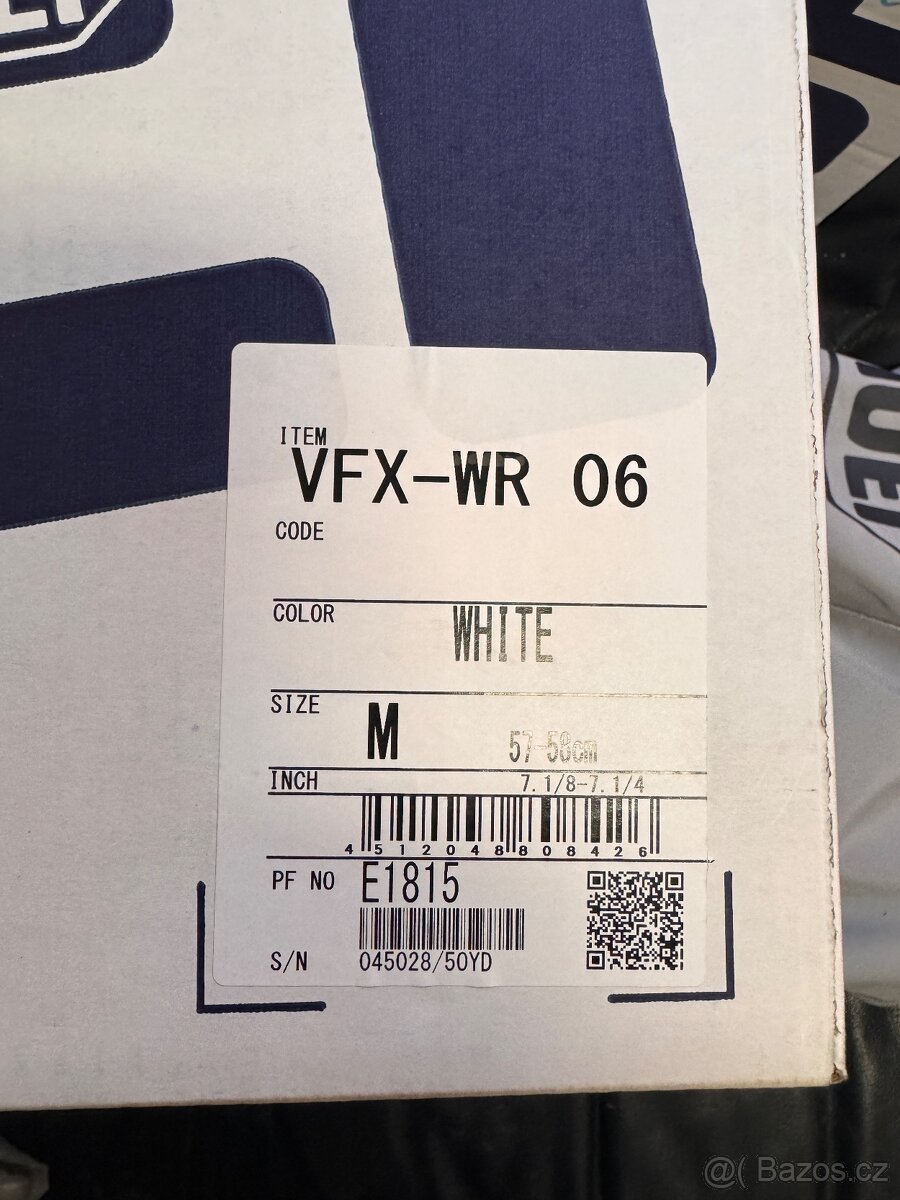 ITEM
VFX-WR 06
CODE
COLOR WHITE
SIZE M 57-58cm
INCH 7.1/8-7.1/4
4512048808426
PF NO E1815
S/N 045028/50YD
@( Bazos.cz